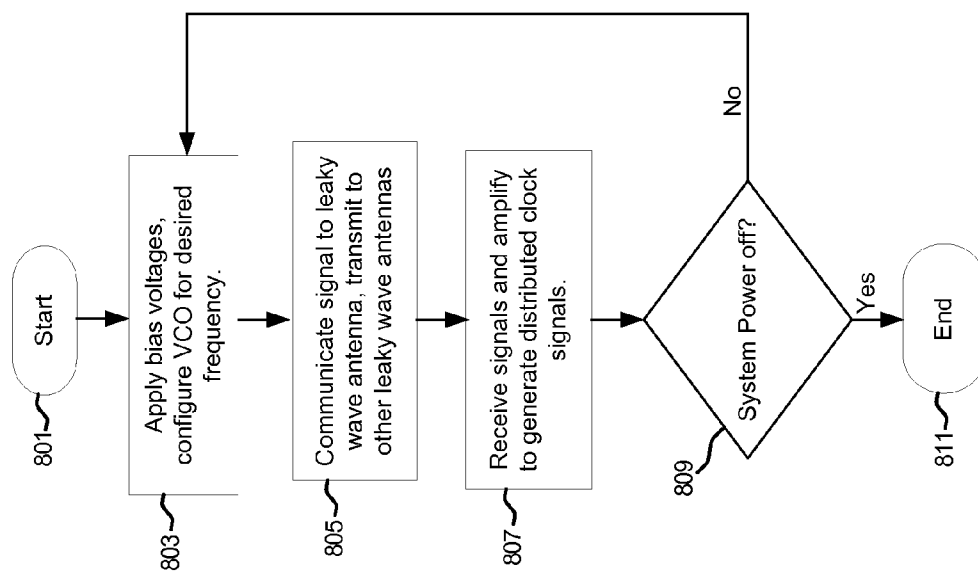 Start
801
Apply bias voltages,
configure VCO for desired
frequency.
803
Communicate signal to leaky
wave antenna, transmit to
other leaky wave antennas
805
Receive signals and amplify
to generate distributed clock
signals.
807
System Power off?
809
No
Yes
End
811